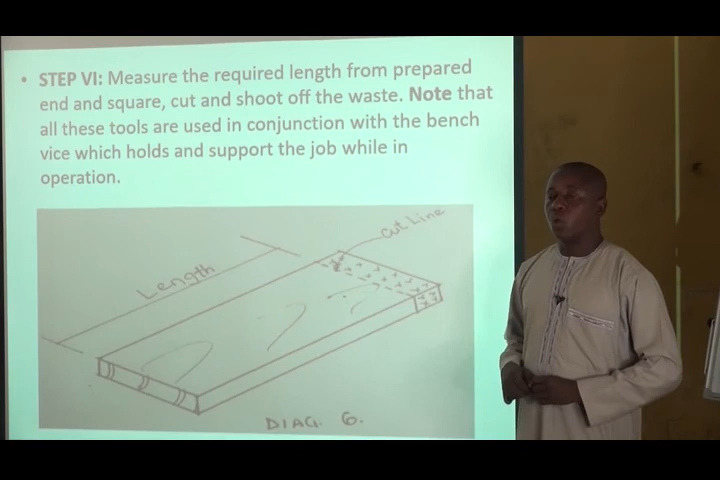 • STEP VI: Measure the required length from prepared
end and square, cut and shoot off the waste. Note that
all these tools are used in conjunction with the bench
vice which holds and support the job while in
operation.
Cut Line
Length
DIAG. 6.